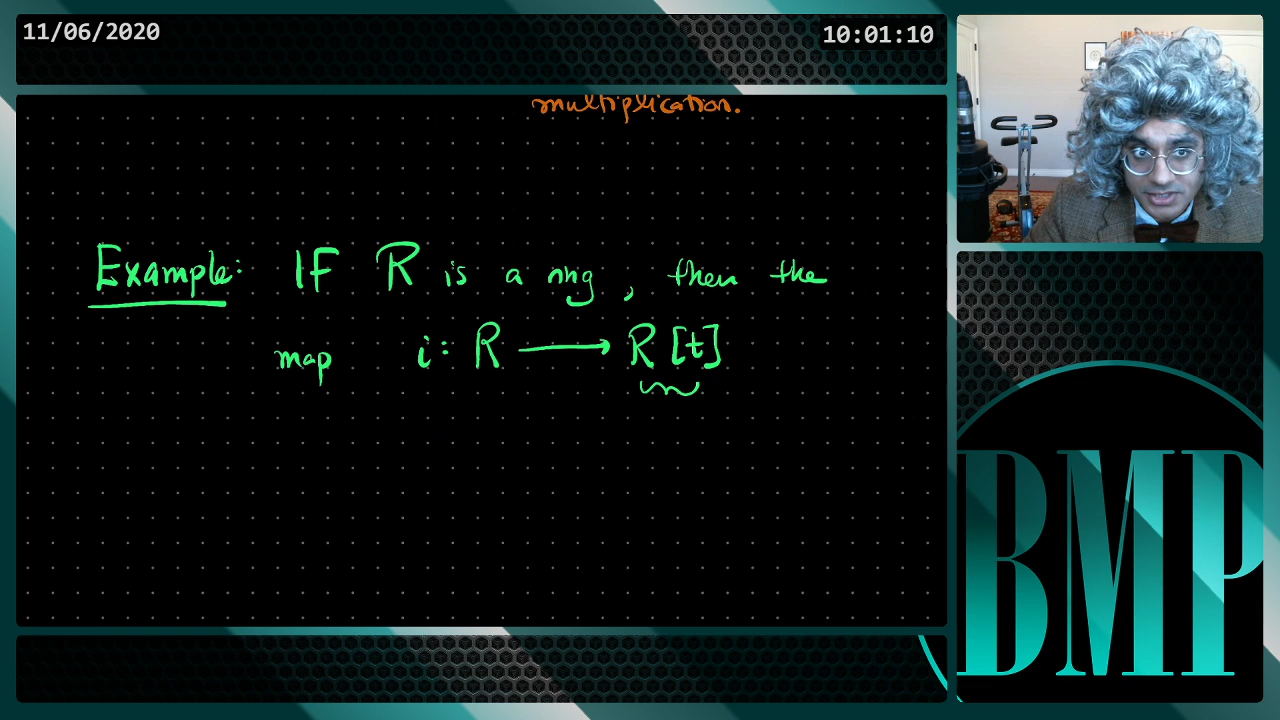 11/06/2020
10:01:10
multiplication.
Example: IF R is a ring, then the
map i: R → R [t]
BMP